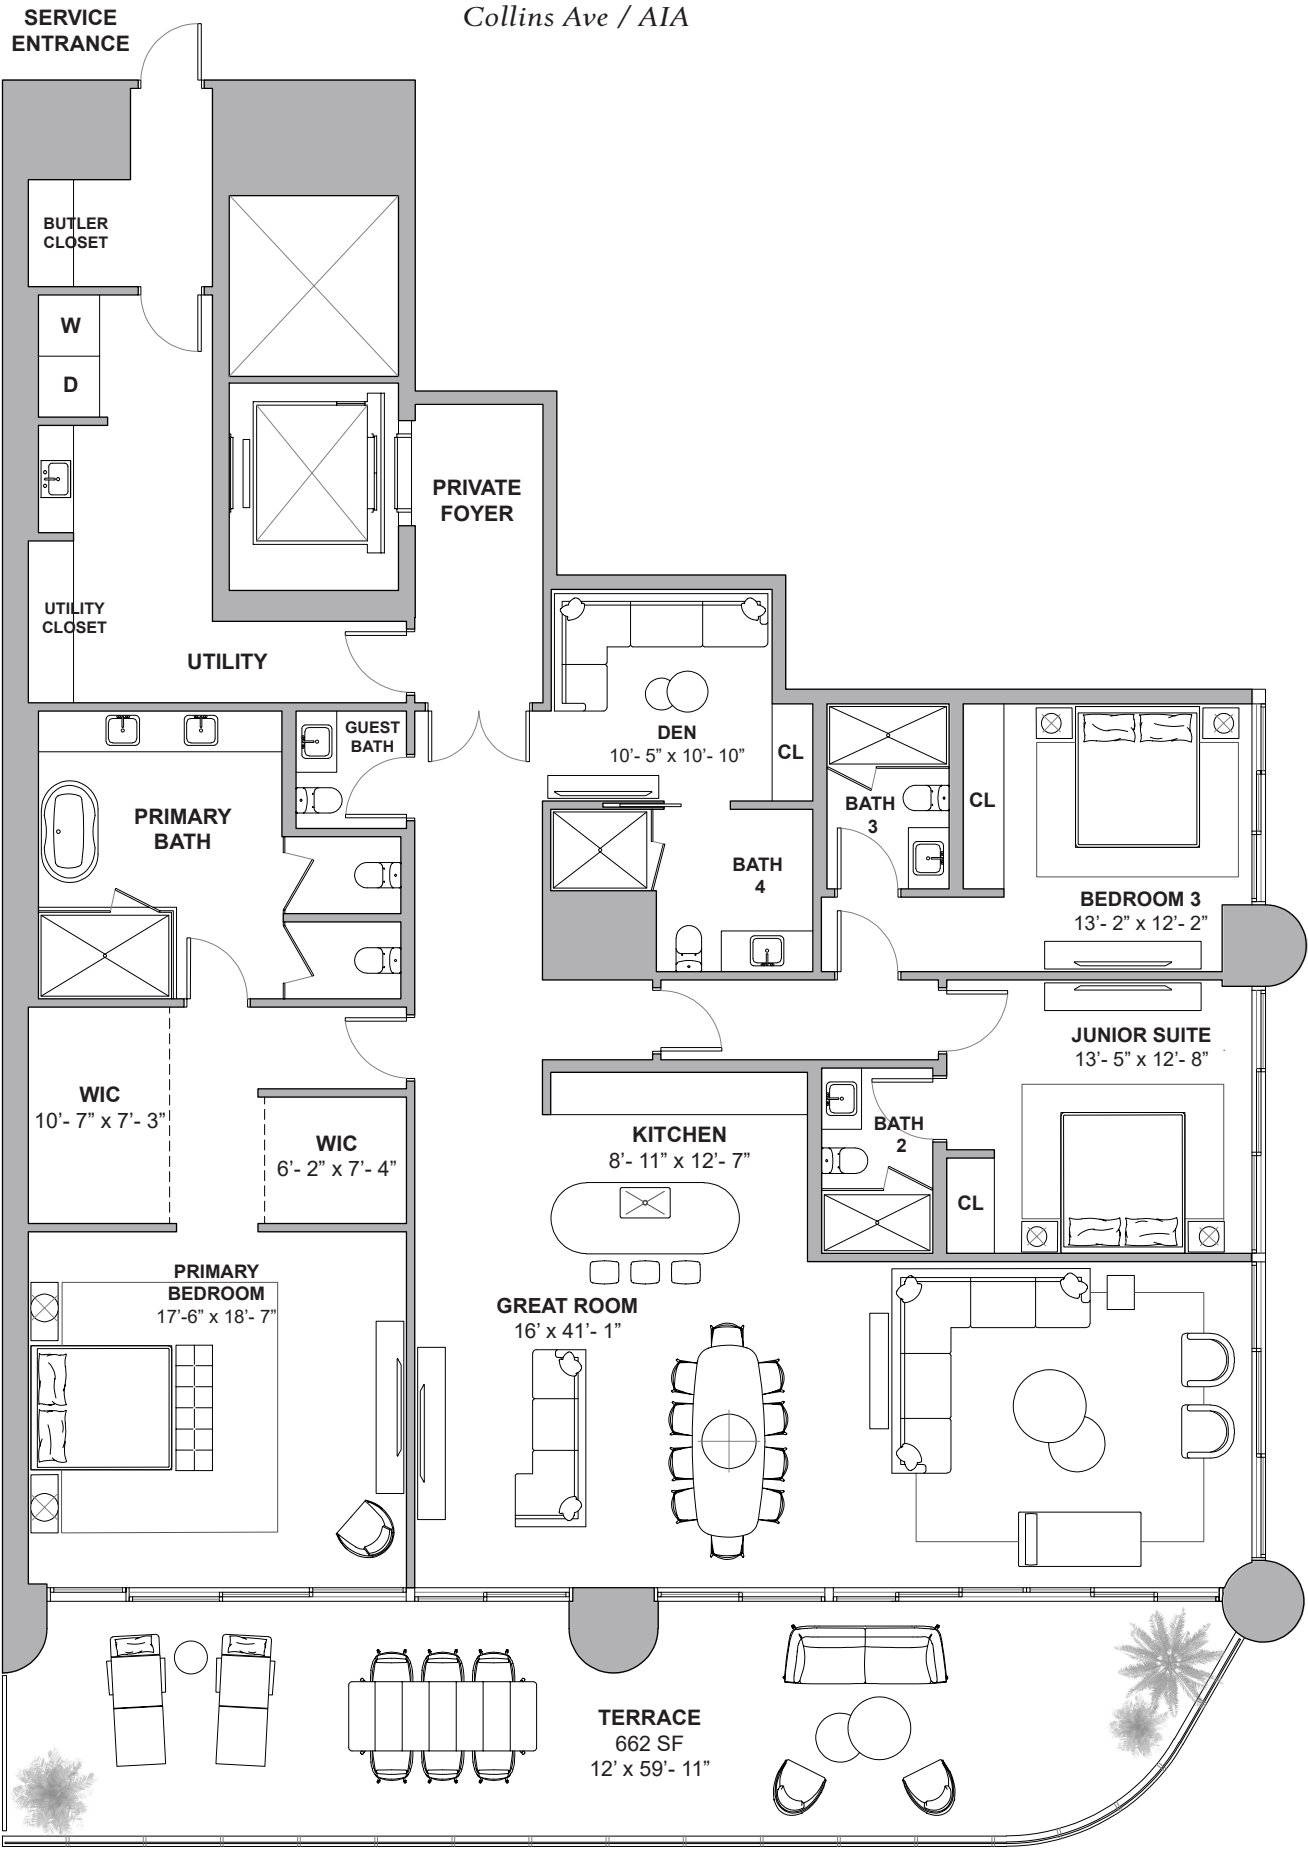 Collins Ave / AIA
SERVICE
ENTRANCE
BUTLER
CLOSET
W
D
PRIVATE
FOYER
UTILITY
CLOSET
UTILITY
GUEST
BATH
DEN
10’- 5” x 10’- 10”
CL
PRIMARY
BATH
BATH
3
CL
BATH
4
BEDROOM 3
13’- 2” x 12’- 2”
JUNIOR SUITE
13’- 5” x 12’- 8”
WIC
10’- 7” x 7’- 3”
WIC
6’- 2” x 7’- 4”
KITCHEN
8’- 11” x 12’- 7”
BATH
2
CL
PRIMARY
BEDROOM
17’-6” x 18’- 7”
GREAT ROOM
16’ x 41’- 1”
TERRACE
662 SF
12’ x 59’- 11”